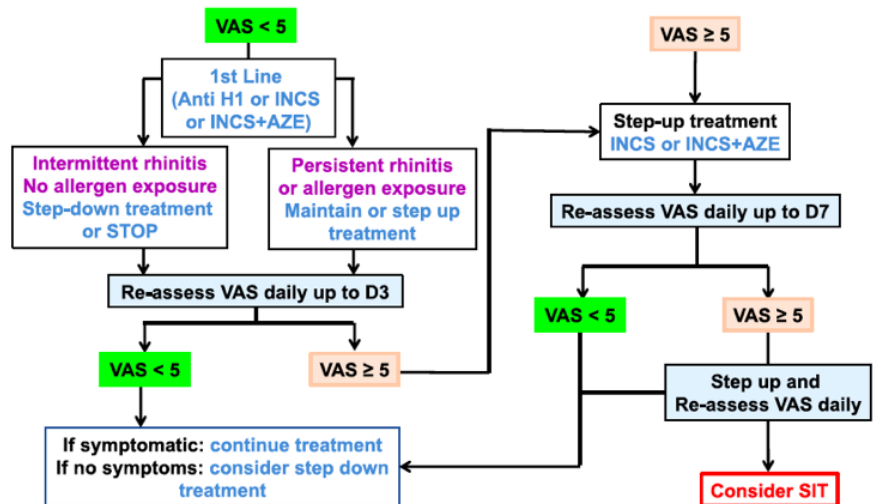 VAS < 5
1st Line
(Anti H1 or INCS
or INCS+AZE)
Intermittent rhinitis
No allergen exposure
Step-down treatment
or STOP
Persistent rhinitis
or allergen exposure
Maintain or step up
treatment
Re-assess VAS daily up to D3
VAS < 5
VAS ≥ 5
If symptomatic: continue treatment
If no symptoms: consider step down
treatment
VAS ≥ 5
Step-up treatment
INCS or INCS+AZE
Re-assess VAS daily up to D7
VAS < 5
VAS ≥ 5
Step up and
Re-assess VAS daily
Consider SIT